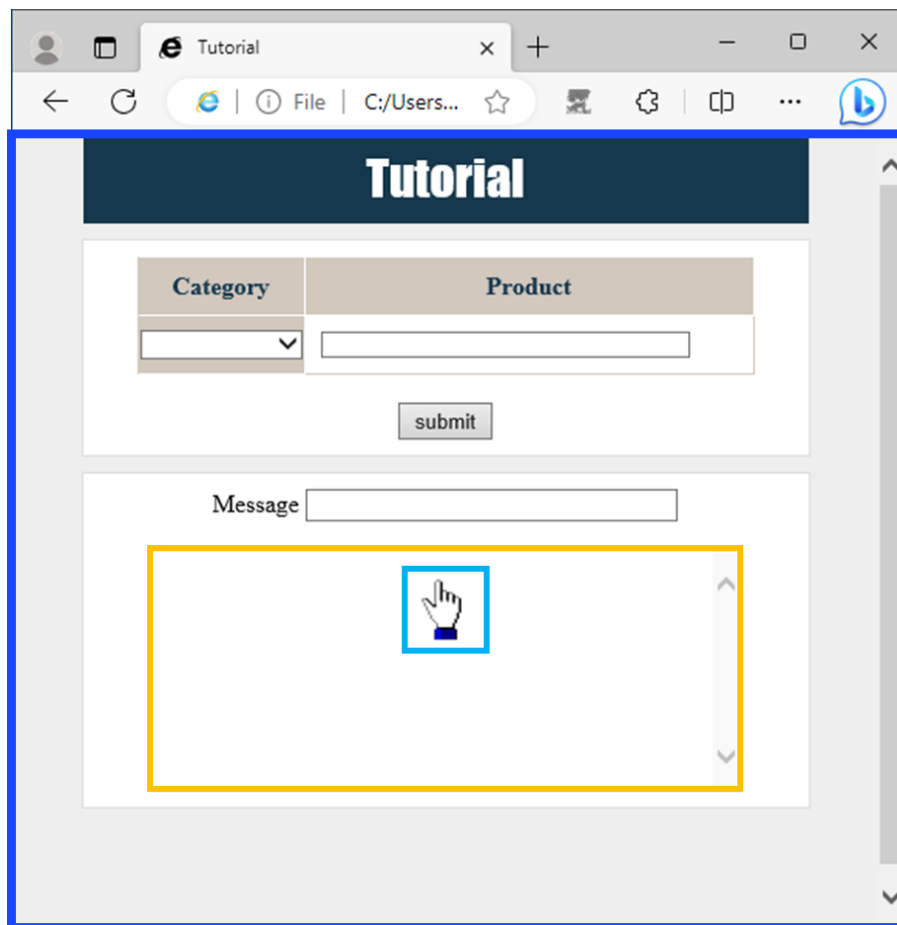 Tutorial
File C:/Users...
Tutorial
Category Product
submit
Message